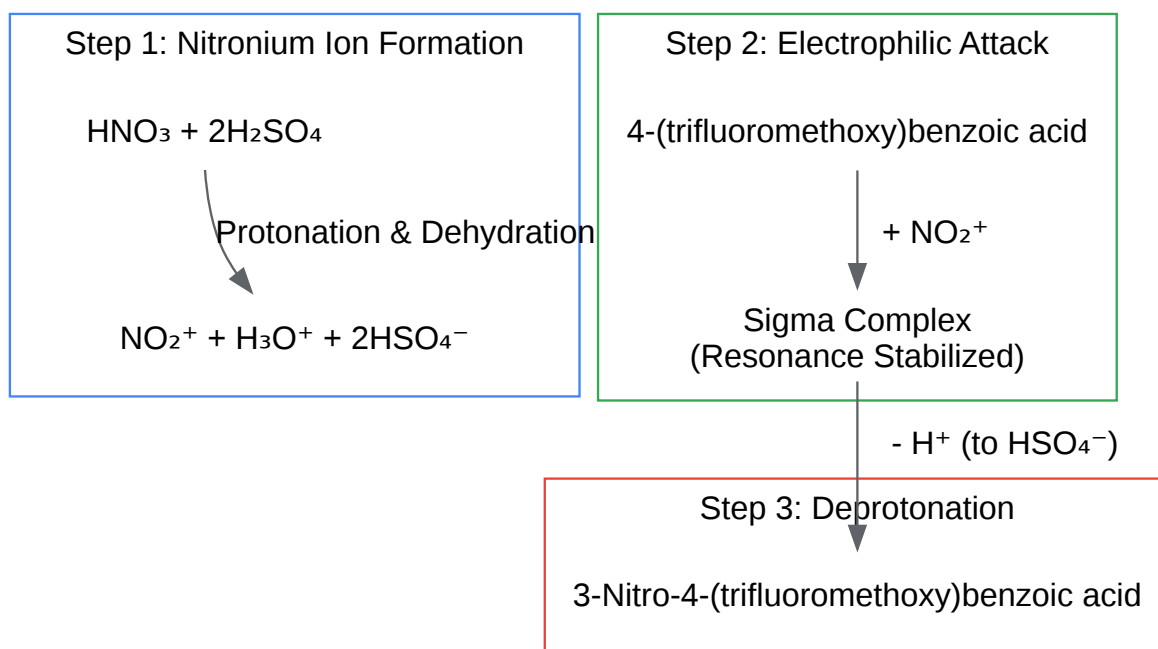 Step 1: Nitronium Ion Formation
HNO₃ + 2H₂SO₄
Protonation & Dehydration
NO₂⁺ + H₃O⁺ + 2HSO₄⁻
Step 2: Electrophilic Attack
4-(trifluoromethoxy)benzoic acid
+ NO₂⁺
Sigma Complex
(Resonance Stabilized)
- H⁺ (to HSO₄⁻)
Step 3: Deprotonation
3-Nitro-4-(trifluoromethoxy)benzoic acid